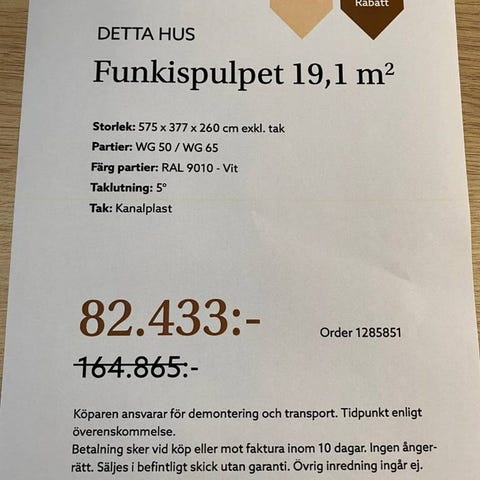 Rabatt
DETTA HUS
Funkispulpet 19,1 m²
Storlek: 575 x 377 x 260 cm exkl. tak
Partier: WG 50 / WG 65
Färg partier: RAL 9010 - Vit
Taklutning: 5°
Tak: Kanalplast
82.433:-
Order 1285851
164.865:-
Köparen ansvarar för demontering och transport. Tidpunkt enligt
överenskommelse.
Betalning sker vid köp eller mot faktura inom 10 dagar. Ingen ånger-
rätt. Säljes i befintligt skick utan garanti. Övrig inredning ingår ej.